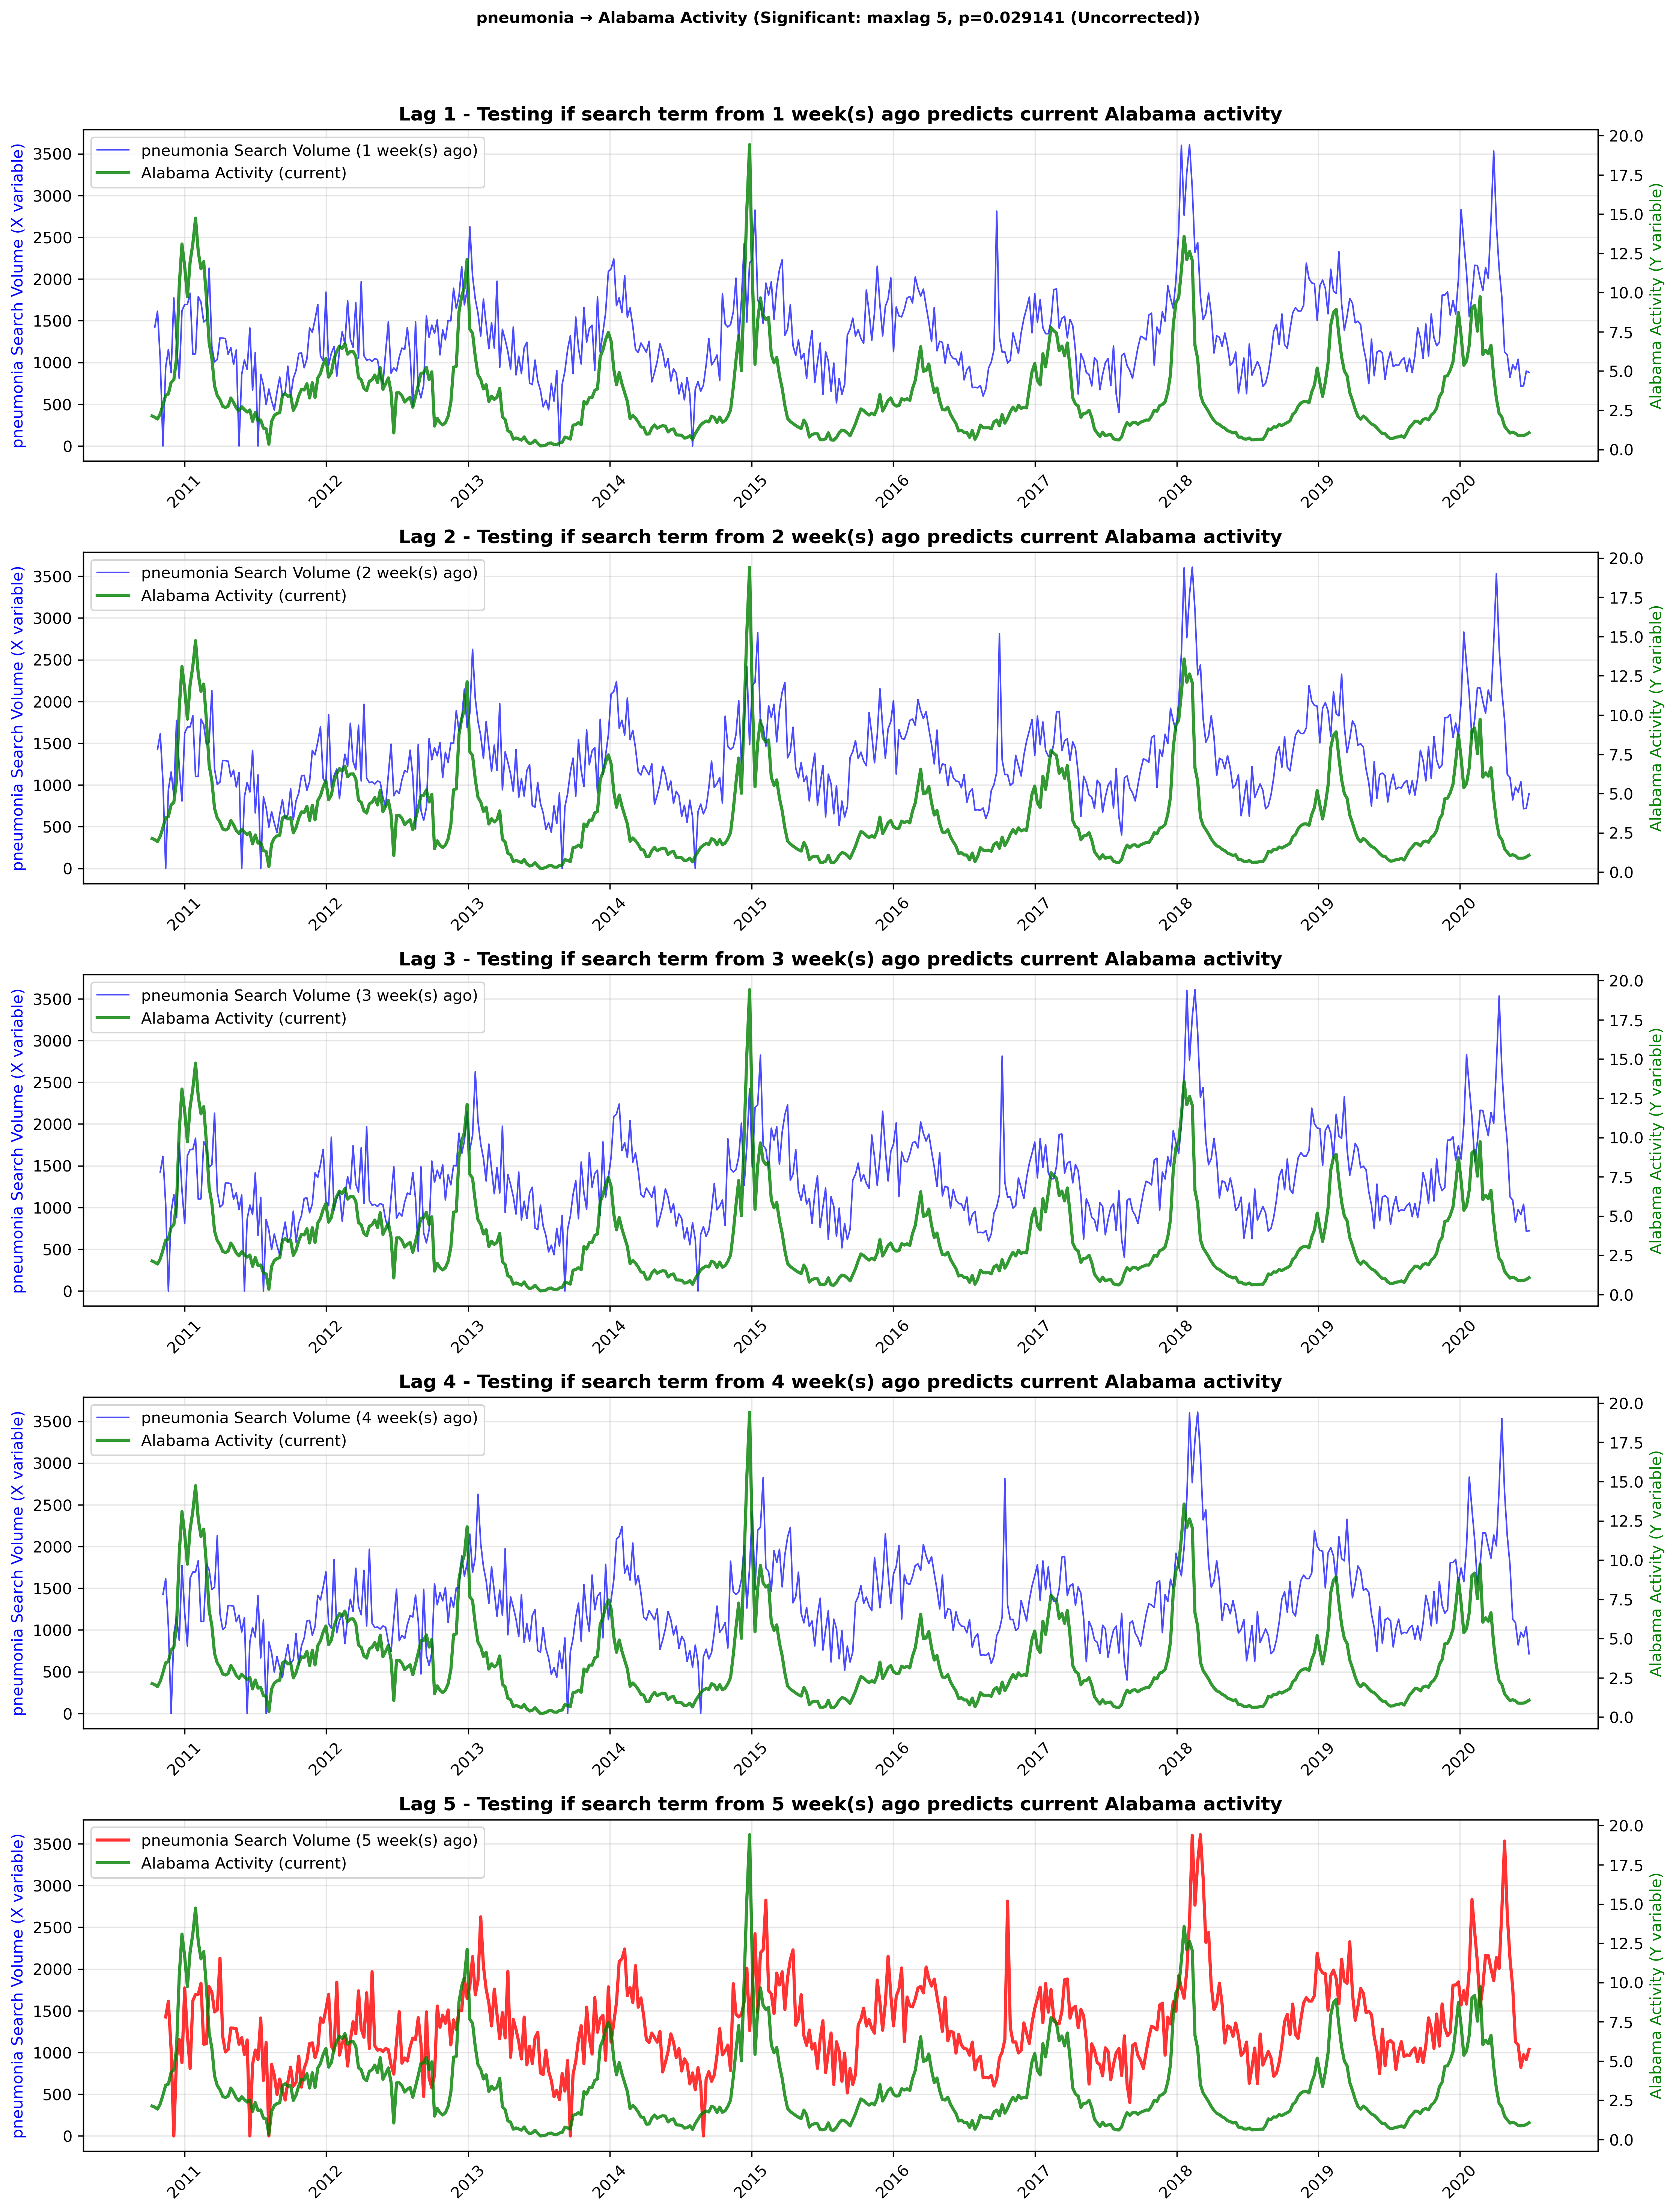 pneumonia → Alabama Activity (Significant: maxlag 5, p=0.029141 (Uncorrected))
Lag 1 - Testing if search term from 1 week(s) ago predicts current Alabama activity
pneumonia Search Volume (1 week(s) ago)
Alabama Activity (current)
pneumonia Search Volume (X variable)
3500
3000
2500
2000
1500
1000
500
0
20.0
17.5
15.0
12.5
10.0
7.5
5.0
2.5
0.0
Alabama Activity (Y variable)
2011 2012 2013 2014 2015 2016 2017 2018 2019 2020
Lag 2 - Testing if search term from 2 week(s) ago predicts current Alabama activity
pneumonia Search Volume (2 week(s) ago)
Alabama Activity (current)
pneumonia Search Volume (X variable)
3500
3000
2500
2000
1500
1000
500
0
20.0
17.5
15.0
12.5
10.0
7.5
5.0
2.5
0.0
Alabama Activity (Y variable)
2011 2012 2013 2014 2015 2016 2017 2018 2019 2020
Lag 3 - Testing if search term from 3 week(s) ago predicts current Alabama activity
pneumonia Search Volume (3 week(s) ago)
Alabama Activity (current)
pneumonia Search Volume (X variable)
3500
3000
2500
2000
1500
1000
500
0
20.0
17.5
15.0
12.5
10.0
7.5
5.0
2.5
0.0
Alabama Activity (Y variable)
2011 2012 2013 2014 2015 2016 2017 2018 2019 2020
Lag 4 - Testing if search term from 4 week(s) ago predicts current Alabama activity
pneumonia Search Volume (4 week(s) ago)
Alabama Activity (current)
pneumonia Search Volume (X variable)
3500
3000
2500
2000
1500
1000
500
0
20.0
17.5
15.0
12.5
10.0
7.5
5.0
2.5
0.0
Alabama Activity (Y variable)
2011 2012 2013 2014 2015 2016 2017 2018 2019 2020
Lag 5 - Testing if search term from 5 week(s) ago predicts current Alabama activity
pneumonia Search Volume (5 week(s) ago)
Alabama Activity (current)
pneumonia Search Volume (X variable)
3500
3000
2500
2000
1500
1000
500
0
20.0
17.5
15.0
12.5
10.0
7.5
5.0
2.5
0.0
Alabama Activity (Y variable)
2011 2012 2013 2014 2015 2016 2017 2018 2019 2020